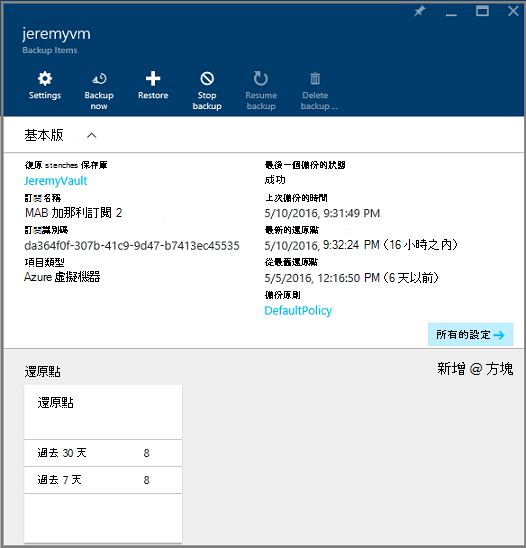 jeremyvm
Backup Items
Settings
Backup now
Restore
Stop backup
Resume backup
Delete backup ...
基本版
復原 stenches 保存庫
JeremyVault
訂閱名稱
MAB 加那利訂閱 2
訂閱識別碼
da364f0f-307b-41c9-9d47-b7413ec45535
項目類型
Azure 虛擬機器
最後一個備份的狀態
成功
上次備份的時間
5/10/2016, 9:31:49 PM
最新的還原點
5/10/2016, 9:32:24 PM (16 小時之內)
從最舊還原點
5/5/2016, 12:16:50 PM (6 天以前)
備份原則
DefaultPolicy
所有的設定 →
還原點
新增 @ 方塊
還原點
過去 30 天 8
過去 7 天 8